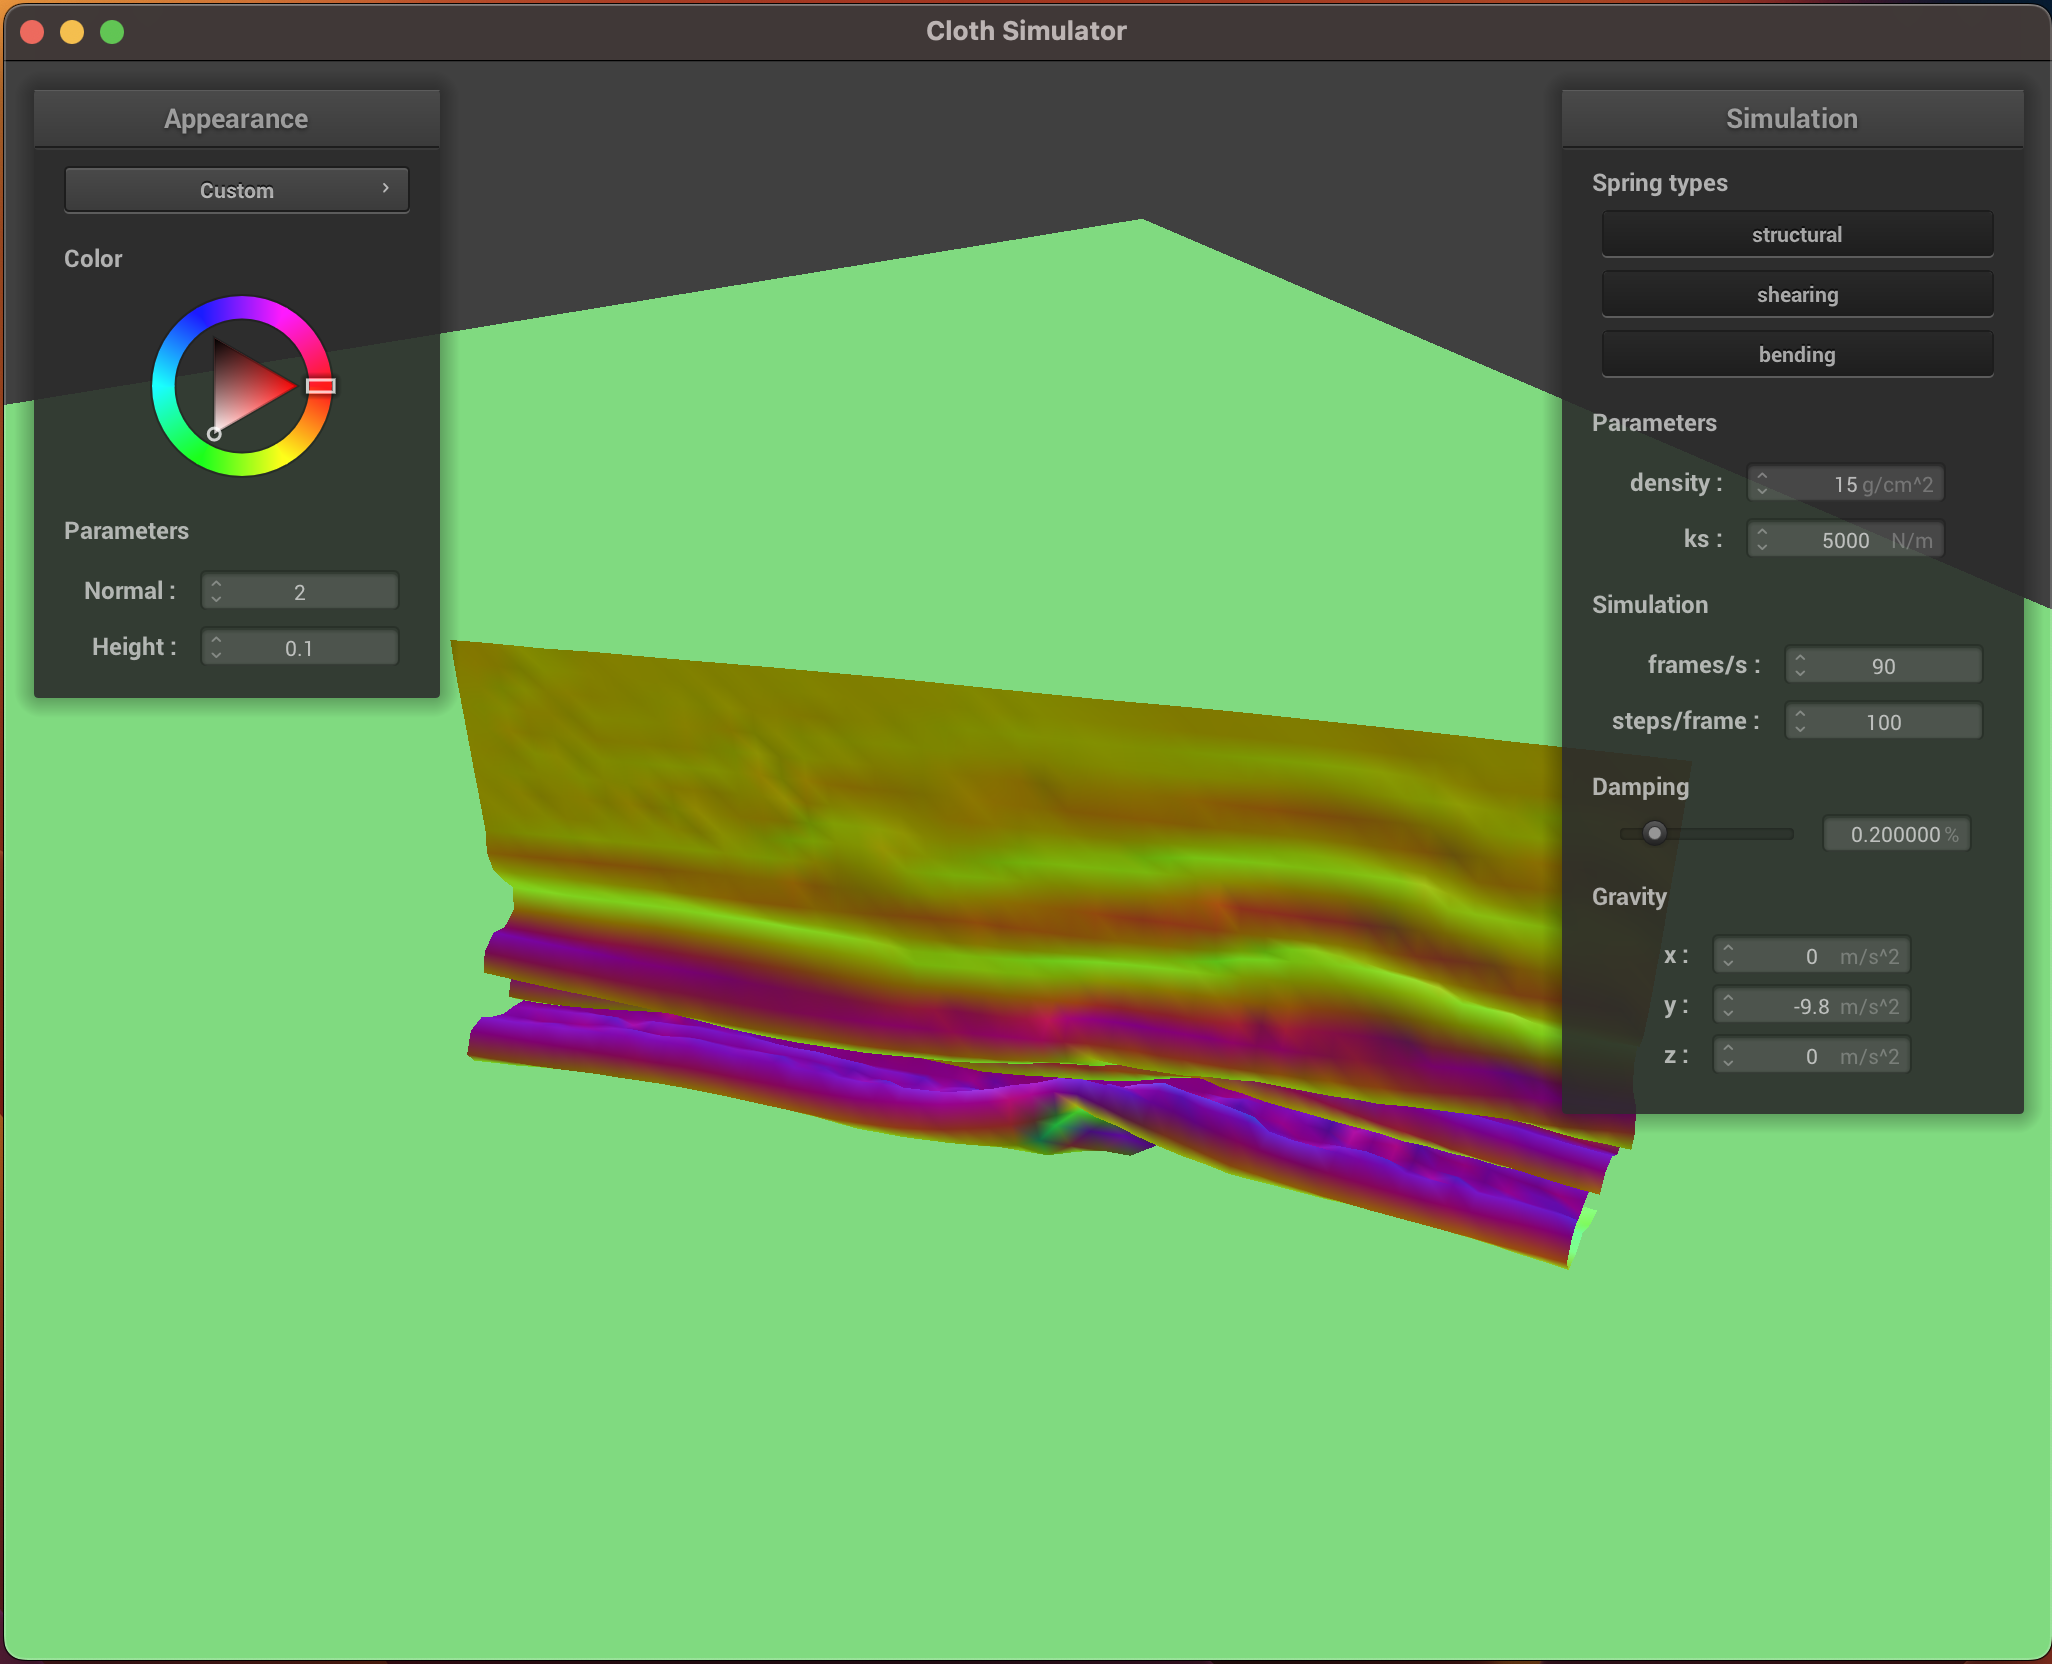 Cloth Simulator
Appearance
Custom
Color
Parameters
Normal : 2
Height : 0.1
Simulation
Spring types
structural
shearing
bending
Parameters
density : 15 g/cm^2
ks : 5000 N/m
Simulation
frames/s : 90
steps/frame : 100
Damping
0.200000 %
Gravity
x : 0 m/s^2
y : -9.8 m/s^2
z : 0 m/s^2